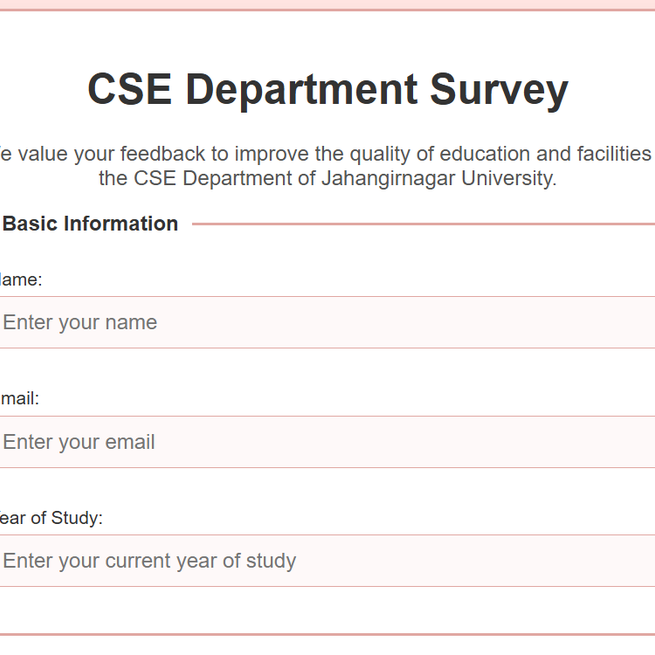 CSE Department Survey
e value your feedback to improve the quality of education and facilities
the CSE Department of Jahangirnagar University.
Basic Information
ame:
Enter your name
mail:
Enter your email
ear of Study:
Enter your current year of study